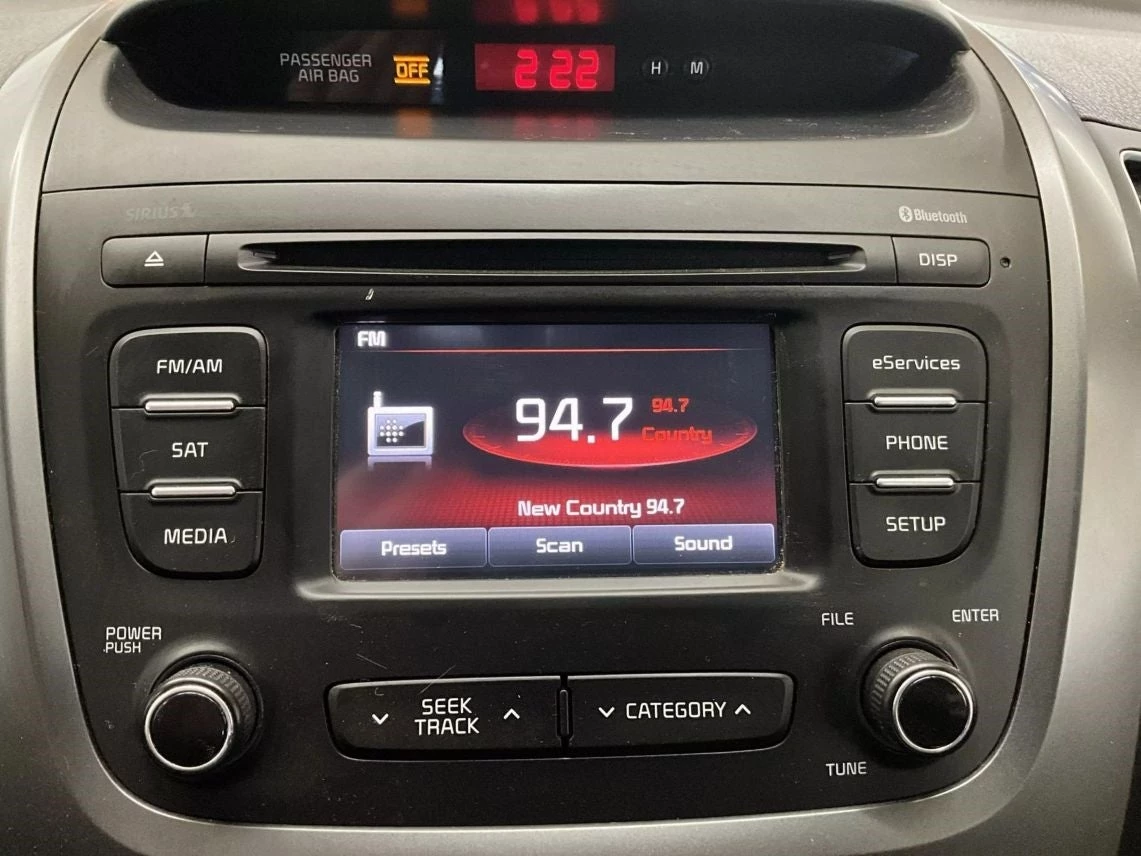 PASSENGER
AIR BAG
OFF
2:22
H M
SIRIUS
Bluetooth
DISP
FM/AM
SAT
MEDIA
FM
94.7
94.7
Country
New Country 94.7
Presets
Scan
Sound
eServices
PHONE
SETUP
POWER
PUSH
SEEK
TRACK
CATEGORY
FILE
ENTER
TUNE